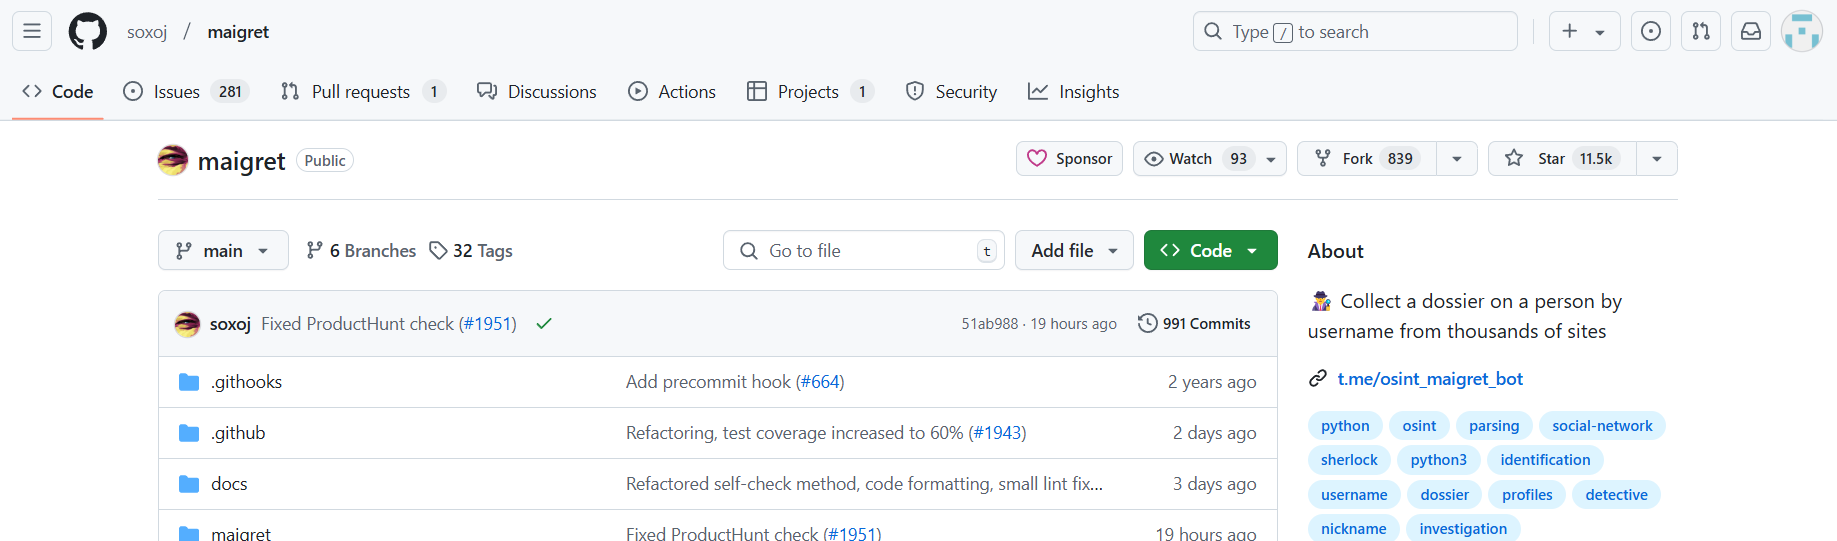 soxoj / maigret
Type / to search
Code
Issues 281
Pull requests 1
Discussions
Actions
Projects 1
Security
Insights
maigret Public
Sponsor
Watch 93
Fork 839
Star 11.5k
main
6 Branches
32 Tags
Go to file t
Add file
Code
soxoj Fixed ProductHunt check (#1951)
51ab988 · 19 hours ago
991 Commits
.githooks Add precommit hook (#664) 2 years ago
.github Refactoring, test coverage increased to 60% (#1943) 2 days ago
docs Refactored self-check method, code formatting, small lint fix… 3 days ago
maigret Fixed ProductHunt check (#1951) 19 hours ago
About
Collect a dossier on a person by
username from thousands of sites
t.me/osint_maigret_bot
python osint parsing social-network
sherlock python3 identification
username dossier profiles detective
nickname investigation